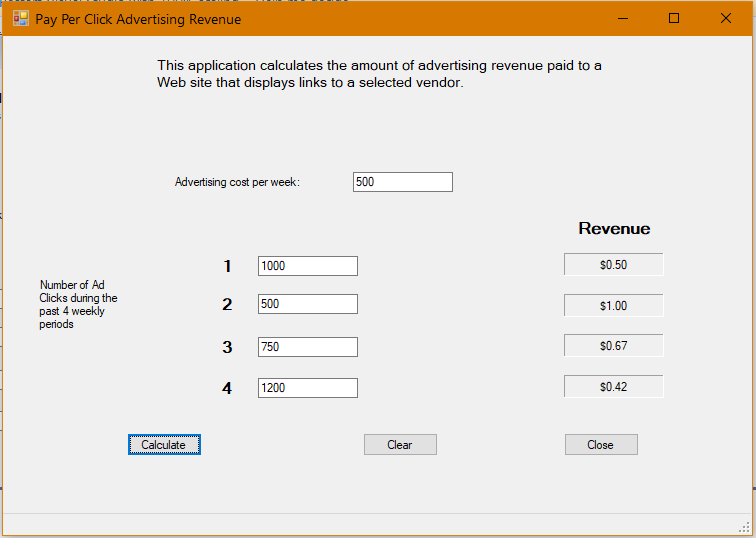 Pay Per Click Advertising Revenue
This application calculates the amount of advertising revenue paid to a
Web site that displays links to a selected vendor.
Advertising cost per week:
500
Revenue
1
1000
$0.50
Number of Ad
Clicks during the
past 4 weekly
periods
2
500
$1.00
3
750
$0.67
4
1200
$0.42
Calculate
Clear
Close